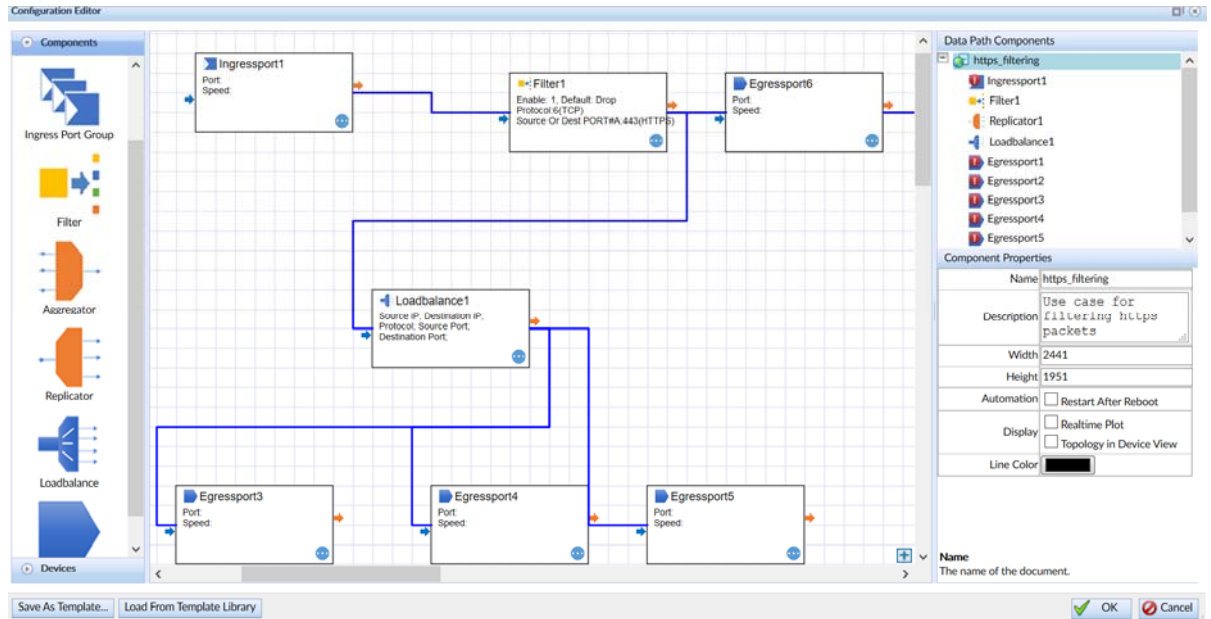 Configuration Editor
Components
Ingress Port Group
Filter
Aggregator
Replicator
Loadbalance
Devices
Ingressport1
Port:
Speed:
Filter1
Enable: 1, Default: Drop
Protocol:6(TCP)
Source Or Dest PORT#A:443(HTTPS)
Egressport6
Port:
Speed:
Loadbalance1
Source IP, Destination IP,
Protocol; Source Port;
Destination Port;
Egressport3
Port:
Speed:
Egressport4
Port:
Speed:
Egressport5
Port:
Speed:
Data Path Components
https_filtering
Ingressport1
Filter1
Replicator1
Loadbalance1
Egressport1
Egressport2
Egressport3
Egressport4
Egressport5
Component Properties
Name https_filtering
Description Use case for
filtering https
packets
Width 2441
Height 1951
Automation Restart After Reboot
Display Realtime Plot
Topology in Device View
Line Color
Name
The name of the document.
Save As Template... Load From Template Library OK Cancel